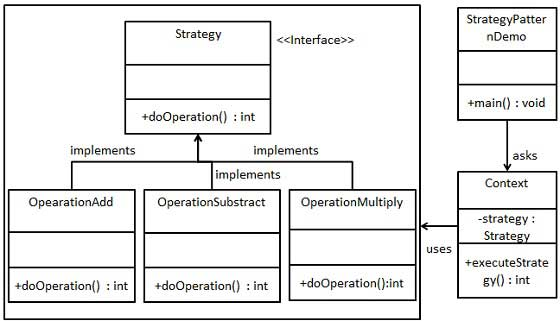 Strategy
<<Interface>>
+doOperation() : int
implements
implements
implements
OpearationAdd
+doOperation() : int
OperationSubstract
+doOperation() : int
OperationMultiply
+doOperation():int
StrategyPatter
nDemo
+main() : void
asks
Context
-strategy :
Strategy
+executeStrate
gy() : int
uses